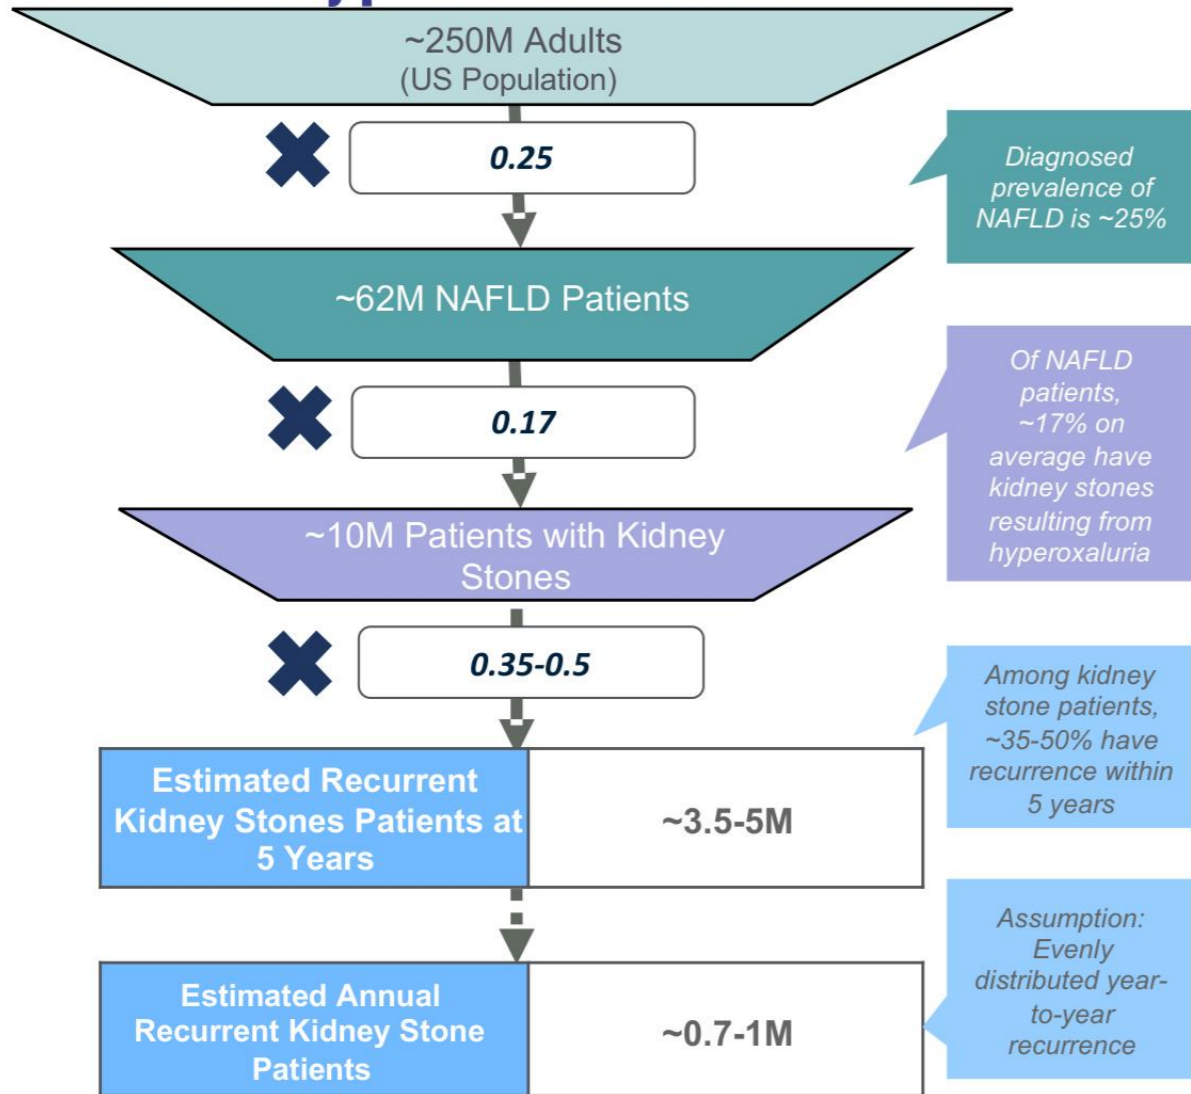 ~250M Adults
(US Population)
0.25
Diagnosed
prevalence of
NAFLD is ~25%
~62M NAFLD Patients
0.17
Of NAFLD
patients,
~17% on
average have
kidney stones
resulting from
hyperoxaluria
~10M Patients with Kidney
Stones
0.35-0.5
Among kidney
stone patients,
~35-50% have
recurrence within
5 years
Estimated Recurrent
Kidney Stones Patients at
5 Years
~3.5-5M
Assumption:
Evenly
distributed year-
to-year
recurrence
Estimated Annual
Recurrent Kidney Stone
Patients
~0.7-1M